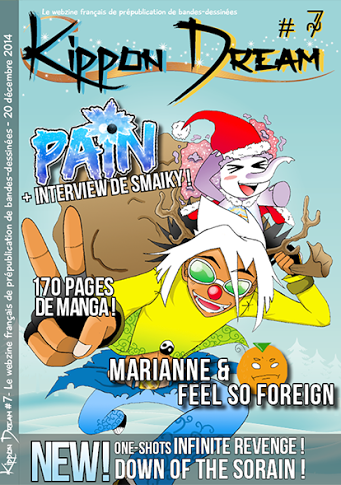 Le webzine français de prépublication de bandes-dessinées
Kippon Dream
# 7
PAIN
+ INTERVIEW DE SMAIKY !
170 PAGES
DE MANGA !
MARIANNE &
FEEL SO FOREIGN
NEW! ONE-SHOTS INFINITE REVENGE !
DOWN OF THE SORAIN !
Kippon Dream #7 - Le webzine français de prépublication de bandes-dessinées - 20 décembre 2014